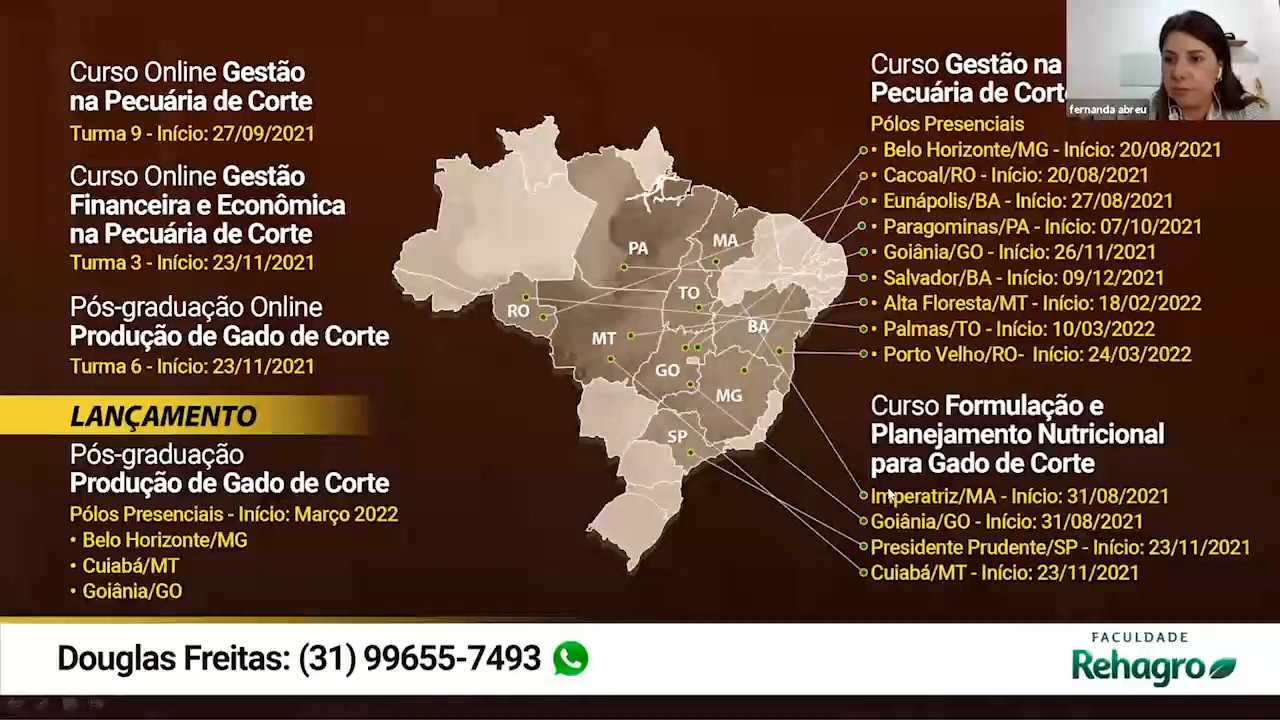 Curso Online Gestão
na Pecuária de Corte
Turma 9 - Início: 27/09/2021
Curso Online Gestão
Financeira e Econômica
na Pecuária de Corte
Turma 3 - Início: 23/11/2021
Pós-graduação Online
Produção de Gado de Corte
Turma 6 - Início: 23/11/2021
LANÇAMENTO
Pós-graduação
Produção de Gado de Corte
Pólos Presenciais - Início: Março 2022
• Belo Horizonte/MG
• Cuiabá/MT
• Goiânia/GO
PA
MA
TO
RO
BA
MT
GO
MG
SP
Curso Gestão na
Pecuária de Corte
fernanda abreu
Pólos Presenciais
• Belo Horizonte/MG - Início: 20/08/2021
• Cacoal/RO - Início: 20/08/2021
• Eunápolis/BA - Início: 27/08/2021
• Paragominas/PA - Início: 07/10/2021
• Goiânia/GO - Início: 26/11/2021
• Salvador/BA - Início: 09/12/2021
• Alta Floresta/MT - Início: 18/02/2022
• Palmas/TO - Início: 10/03/2022
• Porto Velho/RO- Início: 24/03/2022
Curso Formulação e
Planejamento Nutricional
para Gado de Corte
Imperatriz/MA - Início: 31/08/2021
Goiânia/GO - Início: 31/08/2021
Presidente Prudente/SP - Início: 23/11/2021
Cuiabá/MT - Início: 23/11/2021
Douglas Freitas: (31) 99655-7493
FACULDADE
Rehagro